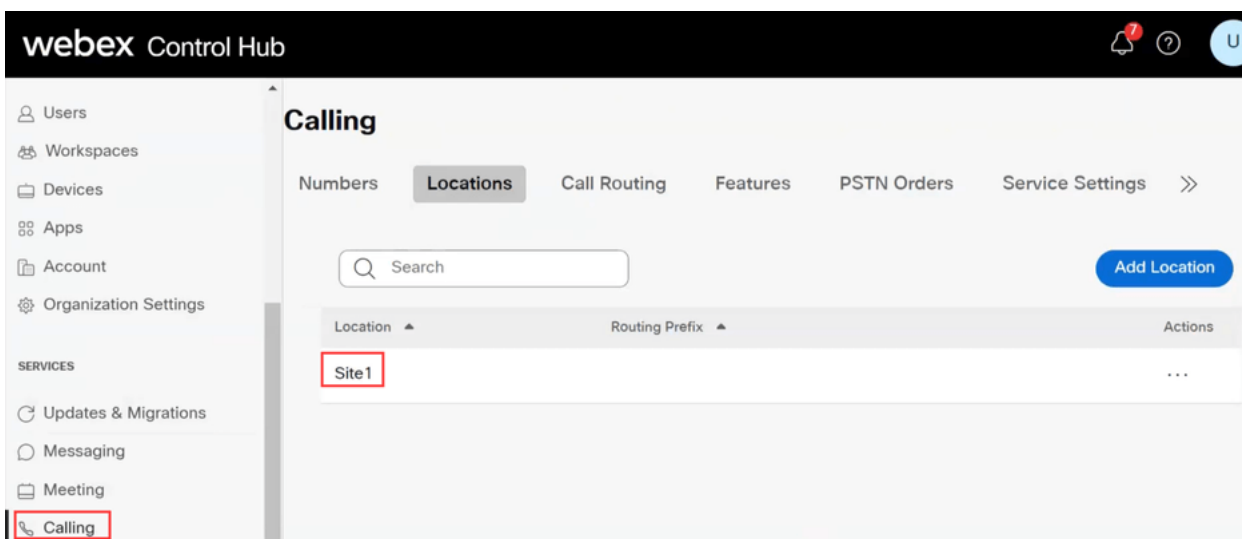 webex Control Hub
7
U
Users
Workspaces
Devices
Apps
Account
Organization Settings
SERVICES
Updates & Migrations
Messaging
Meeting
Calling
Calling
Numbers Locations Call Routing Features PSTN Orders Service Settings
Search
Add Location
Location Routing Prefix Actions
Site1